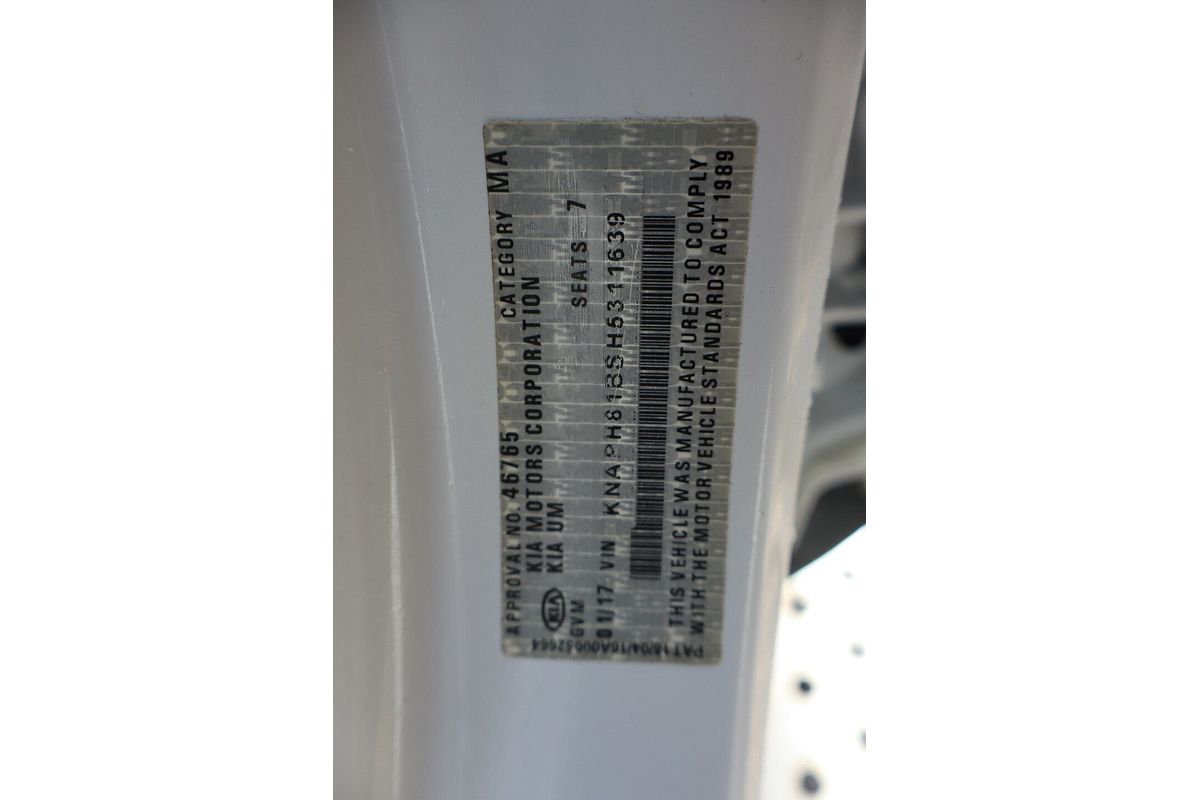 APPROVAL NO. 46765 CATEGORY MA
KIA MOTORS CORPORATION
KIA KIA UM
GVM SEATS 7
01/17 VIN KNAPH81BSH5311639
THIS VEHICLE WAS MANUFACTURED TO COMPLY
WITH THE MOTOR VEHICLE STANDARDS ACT 1989